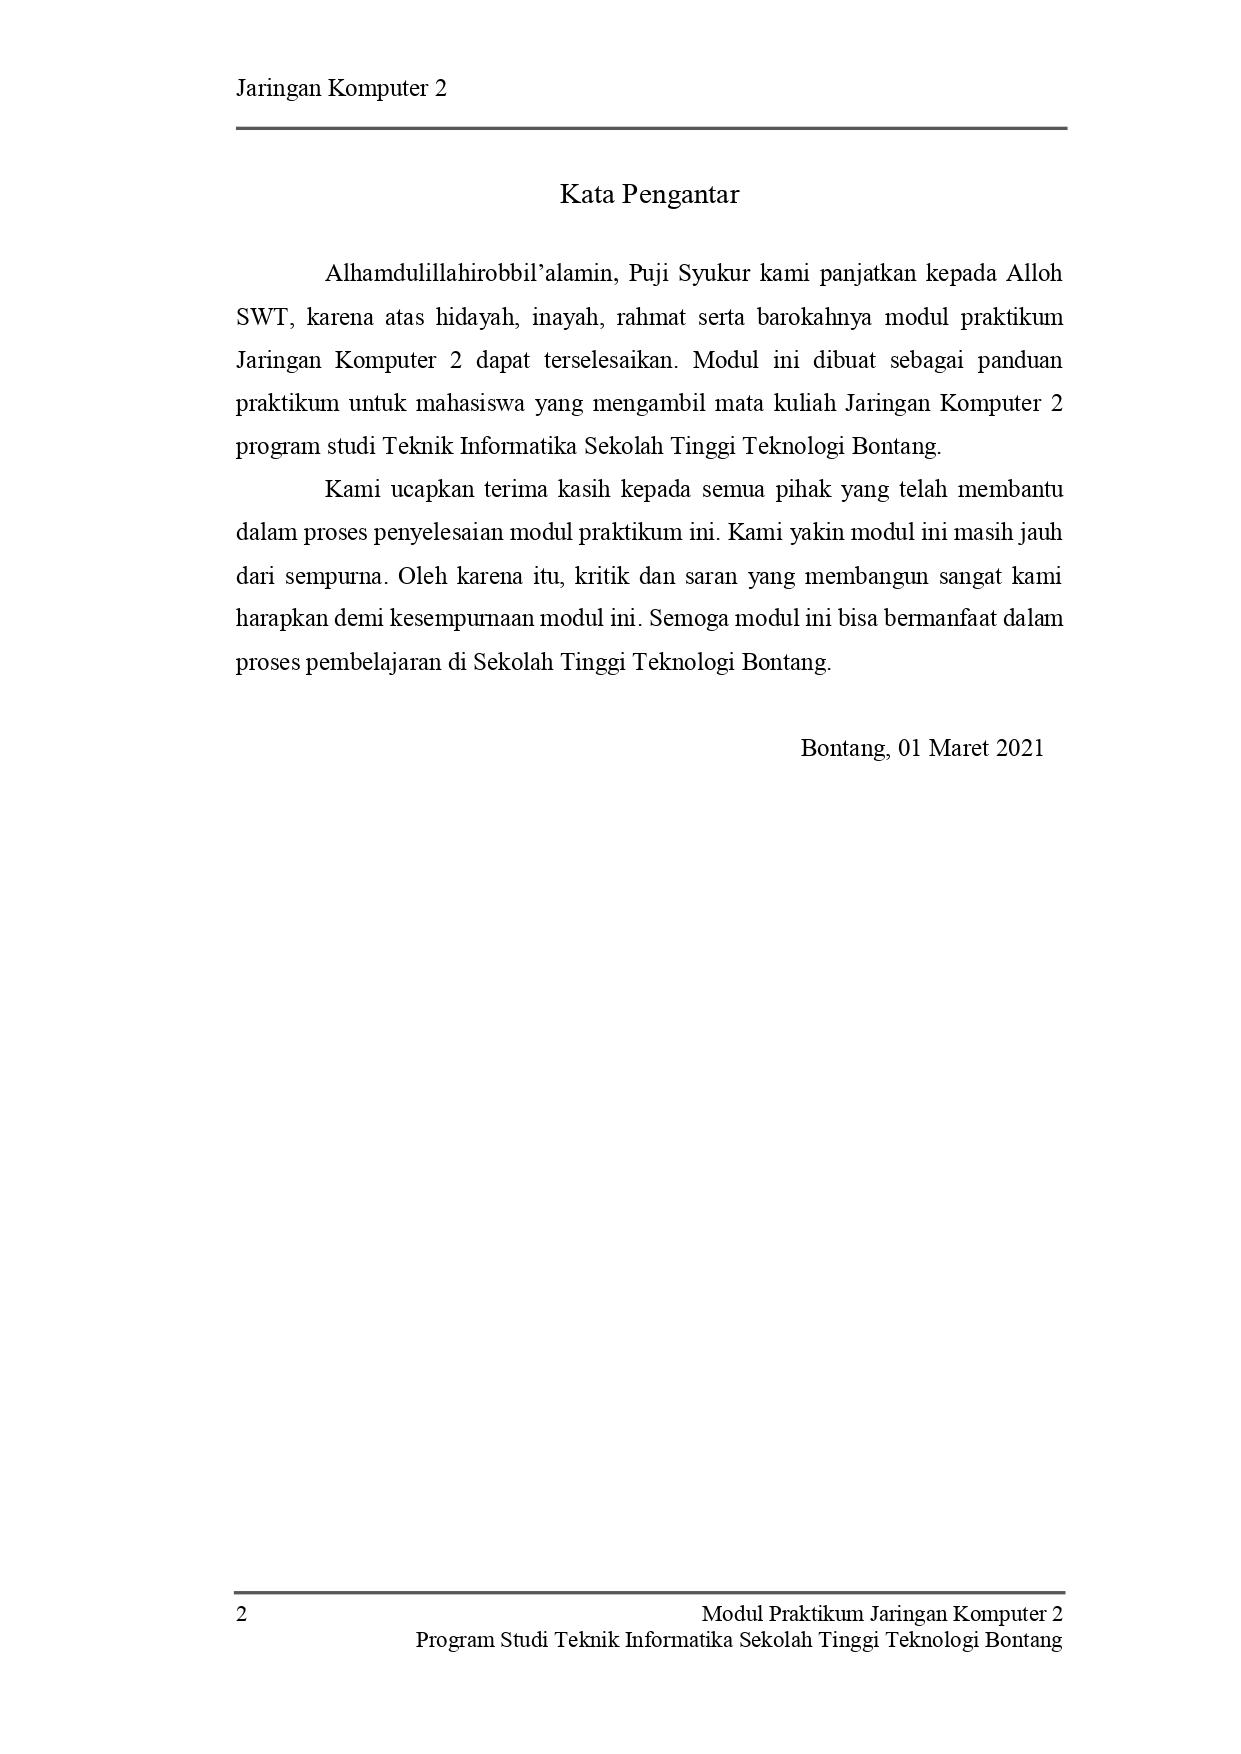 Jaringan Komputer 2
Kata Pengantar
Alhamdulillahirobbil’alamin, Puji Syukur kami panjatkan kepada Alloh
SWT, karena atas hidayah, inayah, rahmat serta barokahnya modul praktikum
Jaringan Komputer 2 dapat terselesaikan. Modul ini dibuat sebagai panduan
praktikum untuk mahasiswa yang mengambil mata kuliah Jaringan Komputer 2
program studi Teknik Informatika Sekolah Tinggi Teknologi Bontang.
Kami ucapkan terima kasih kepada semua pihak yang telah membantu
dalam proses penyelesaian modul praktikum ini. Kami yakin modul ini masih jauh
dari sempurna. Oleh karena itu, kritik dan saran yang membangun sangat kami
harapkan demi kesempurnaan modul ini. Semoga modul ini bisa bermanfaat dalam
proses pembelajaran di Sekolah Tinggi Teknologi Bontang.
Bontang, 01 Maret 2021
2 Modul Praktikum Jaringan Komputer 2
Program Studi Teknik Informatika Sekolah Tinggi Teknologi Bontang